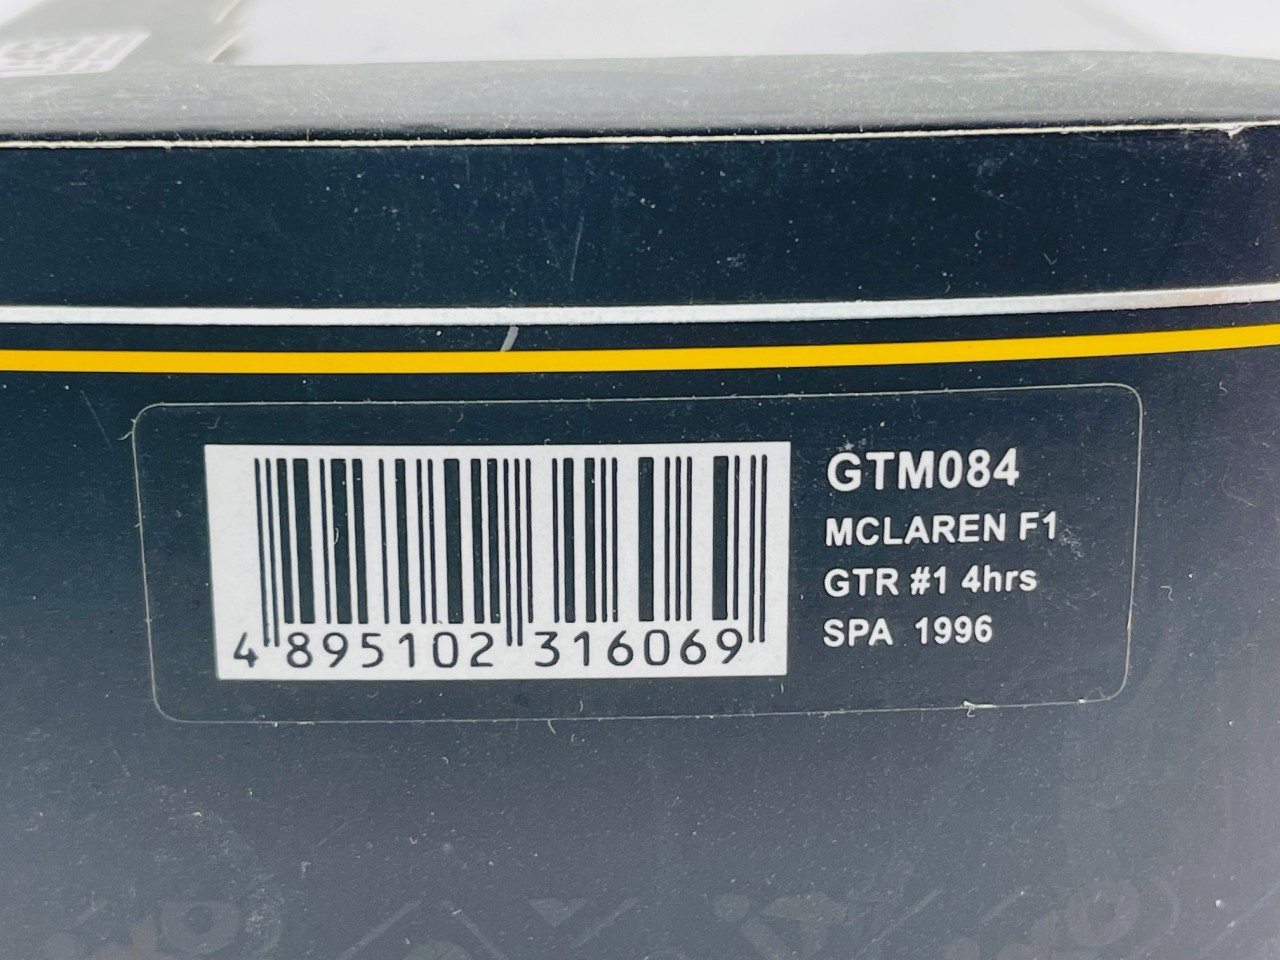 GTM084
MCLAREN F1
GTR #1 4hrs
SPA 1996
4 895102 316069